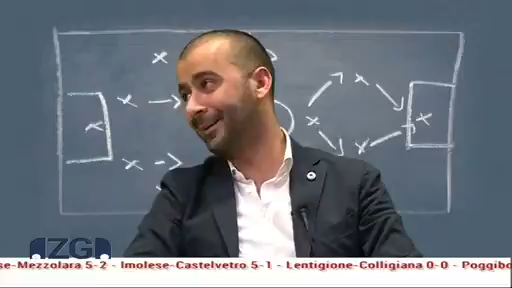 ZG
se-Mezzolara 5-2 - Imolese-Castelvetro 5-1 - Lentigione-Colligiana 0-0 - Poggibo